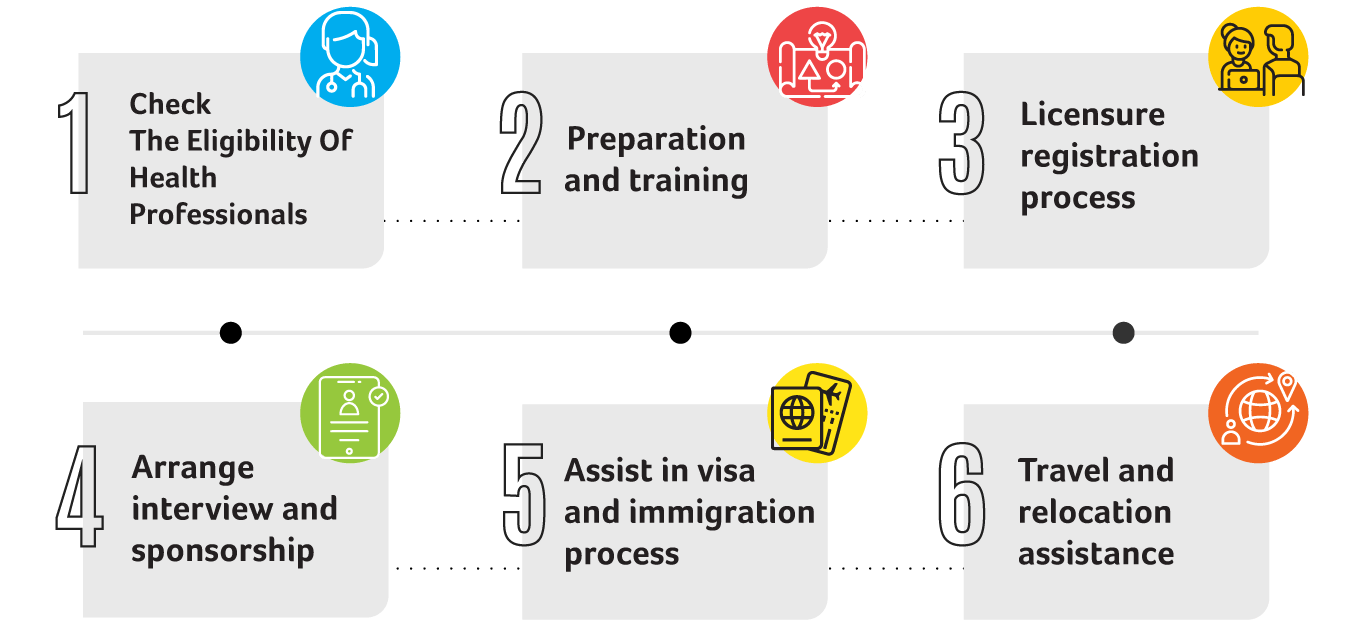 1
Check
The Eligibility Of
Health
Professionals
2
Preparation
and training
3
Licensure
registration
process
4
Arrange
interview and
sponsorship
5
Assist in visa
and immigration
process
6
Travel and
relocation
assistance